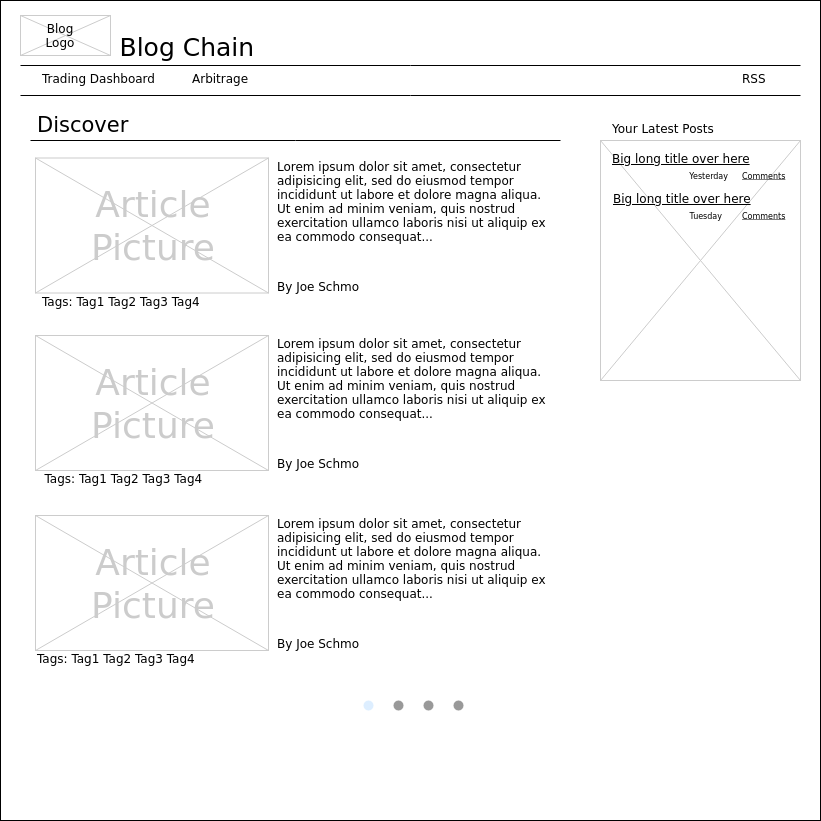 Blog
Logo
Blog Chain
Trading Dashboard Arbitrage RSS
Discover
Lorem ipsum dolor sit amet, consectetur
adipisicing elit, sed do eiusmod tempor
incididunt ut labore et dolore magna aliqua.
Ut enim ad minim veniam, quis nostrud
exercitation ullamco laboris nisi ut aliquip ex
ea commodo consequat...
Article
Picture
By Joe Schmo
Tags: Tag1 Tag2 Tag3 Tag4
Lorem ipsum dolor sit amet, consectetur
adipisicing elit, sed do eiusmod tempor
incididunt ut labore et dolore magna aliqua.
Ut enim ad minim veniam, quis nostrud
exercitation ullamco laboris nisi ut aliquip ex
ea commodo consequat...
Article
Picture
By Joe Schmo
Tags: Tag1 Tag2 Tag3 Tag4
Lorem ipsum dolor sit amet, consectetur
adipisicing elit, sed do eiusmod tempor
incididunt ut labore et dolore magna aliqua.
Ut enim ad minim veniam, quis nostrud
exercitation ullamco laboris nisi ut aliquip ex
ea commodo consequat...
Article
Picture
By Joe Schmo
Tags: Tag1 Tag2 Tag3 Tag4
Your Latest Posts
Big long title over here
Yesterday Comments
Big long title over here
Tuesday Comments